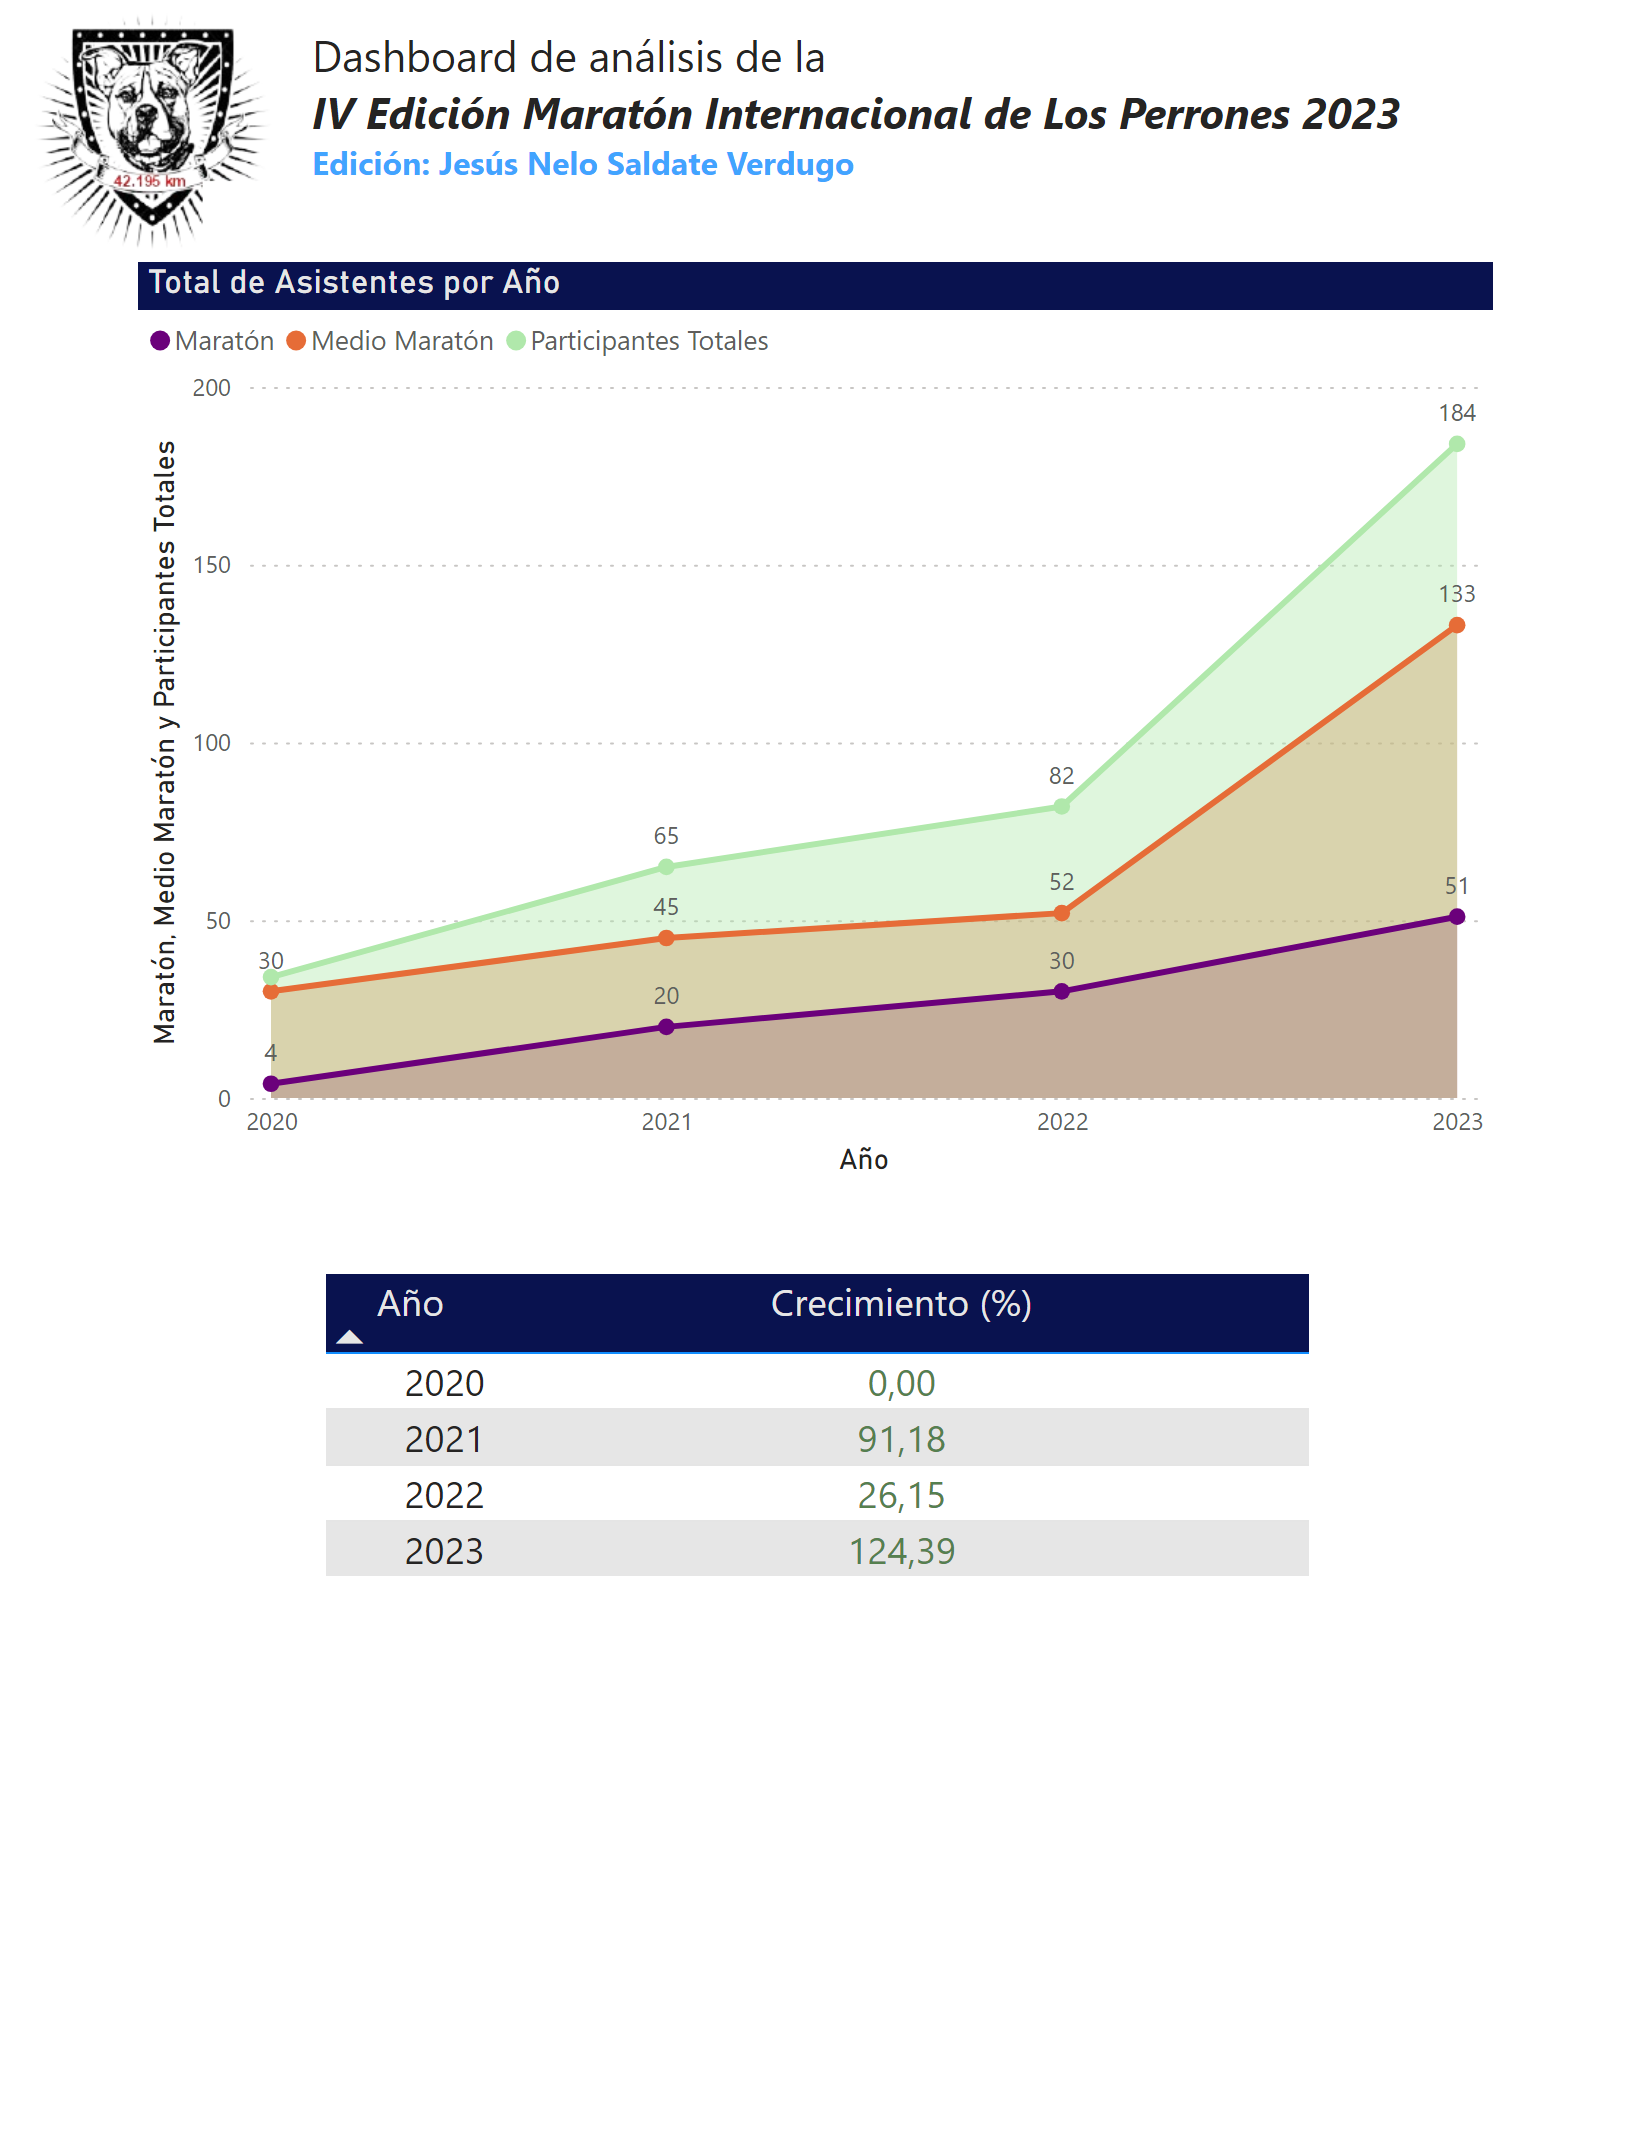 42.195 km
Dashboard de análisis de la
IV Edición Maratón Internacional de Los Perrones 2023
Edición: Jesús Nelo Saldate Verdugo
Total de Asistentes por Año
Maratón Medio Maratón Participantes Totales
Maratón, Medio Maratón y Participantes Totales
200
150
100
50
0
184
133
82
65
52
51
45
30
30
20
4
2020 2021 2022 2023
Año
Año Crecimiento (%)
2020 0,00
2021 91,18
2022 26,15
2023 124,39